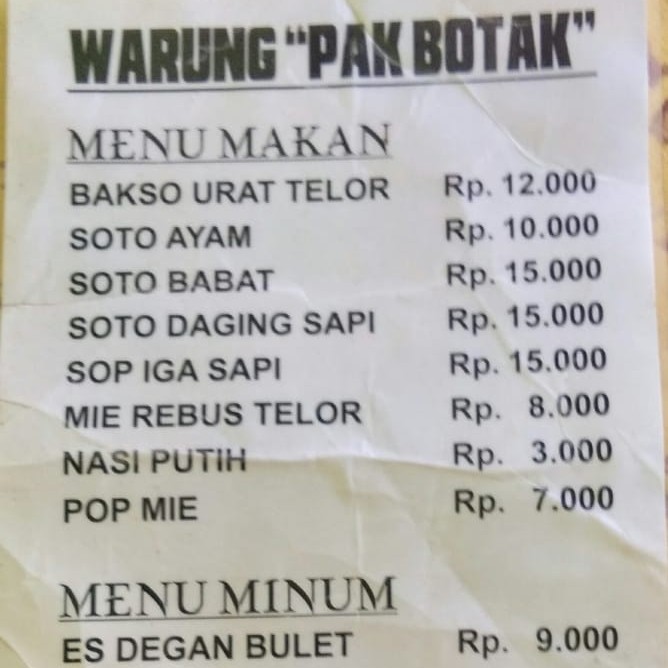 WARUNG "PAK BOTAK"
MENU MAKAN
BAKSO URAT TELOR Rp. 12.000
SOTO AYAM Rp. 10.000
SOTO BABAT Rp. 15.000
SOTO DAGING SAPI Rp. 15.000
SOP IGA SAPI Rp. 15.000
MIE REBUS TELOR Rp. 8.000
NASI PUTIH Rp. 3.000
POP MIE Rp. 7.000
MENU MINUM
ES DEGAN BULET Rp. 9.000